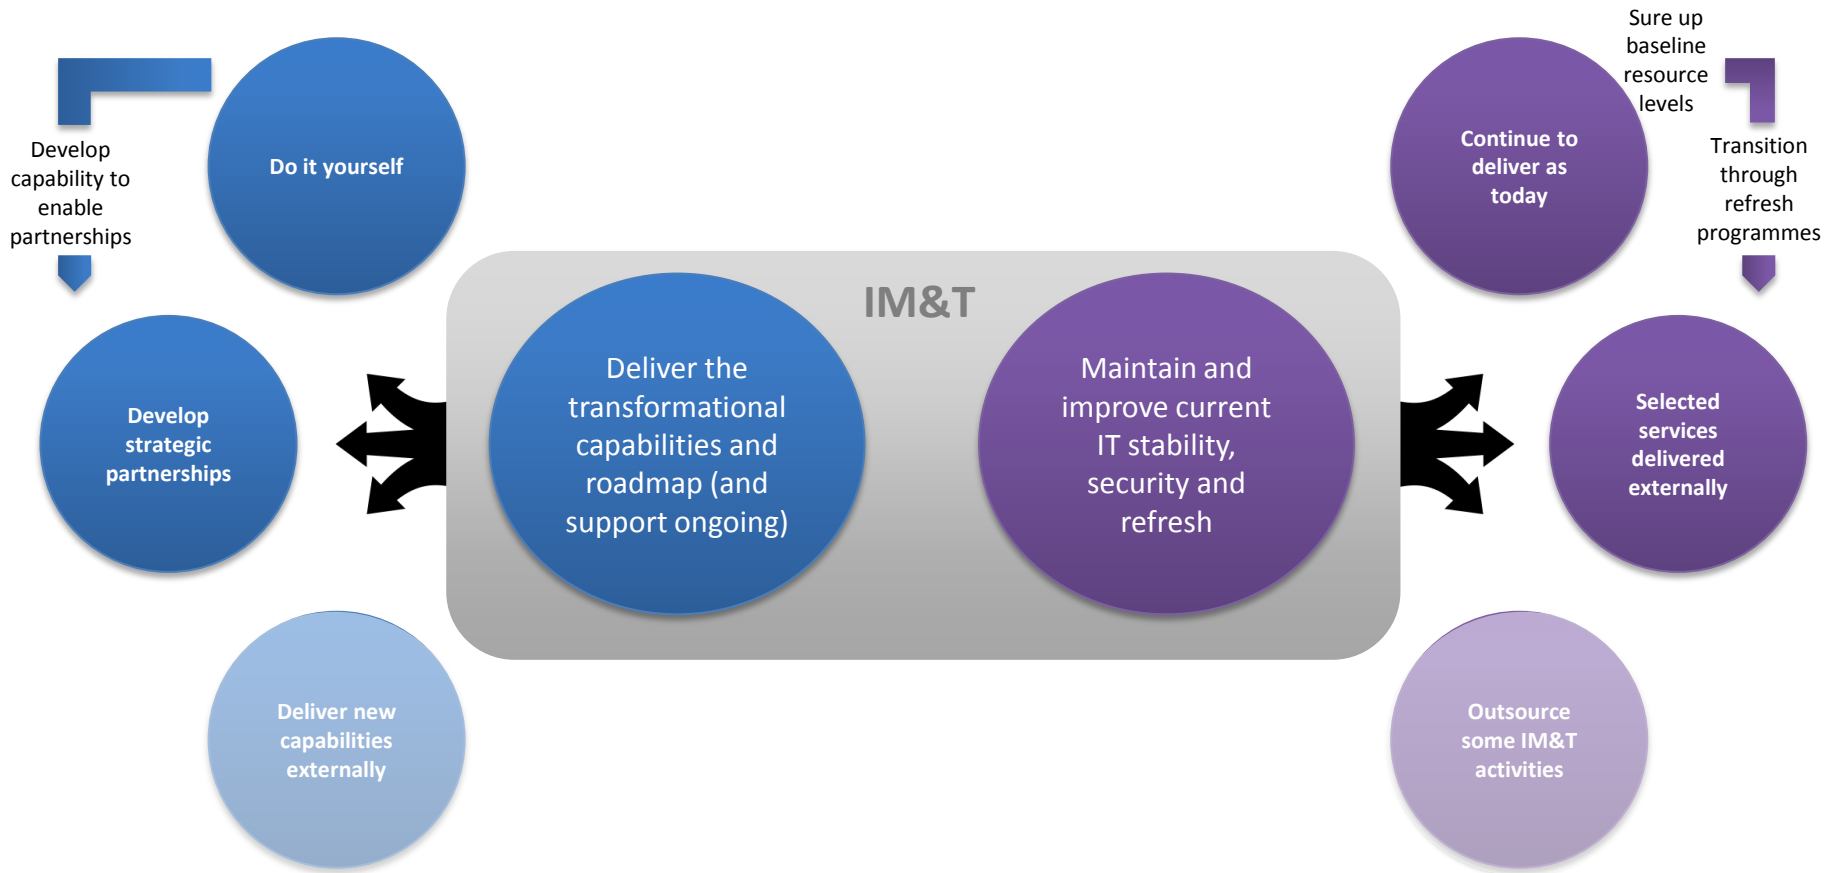 Develop
capability to
enable
partnerships
Do it yourself
Develop
strategic
partnerships
Deliver new
capabilities
externally
IM&T
Deliver the
transformational
capabilities and
roadmap (and
support ongoing)
Maintain and
improve current
IT stability,
security and
refresh
Sure up
baseline
resource
levels
Continue to
deliver as
today
Transition
through
refresh
programmes
Selected
services
delivered
externally
Outsource
some IM&T
activities